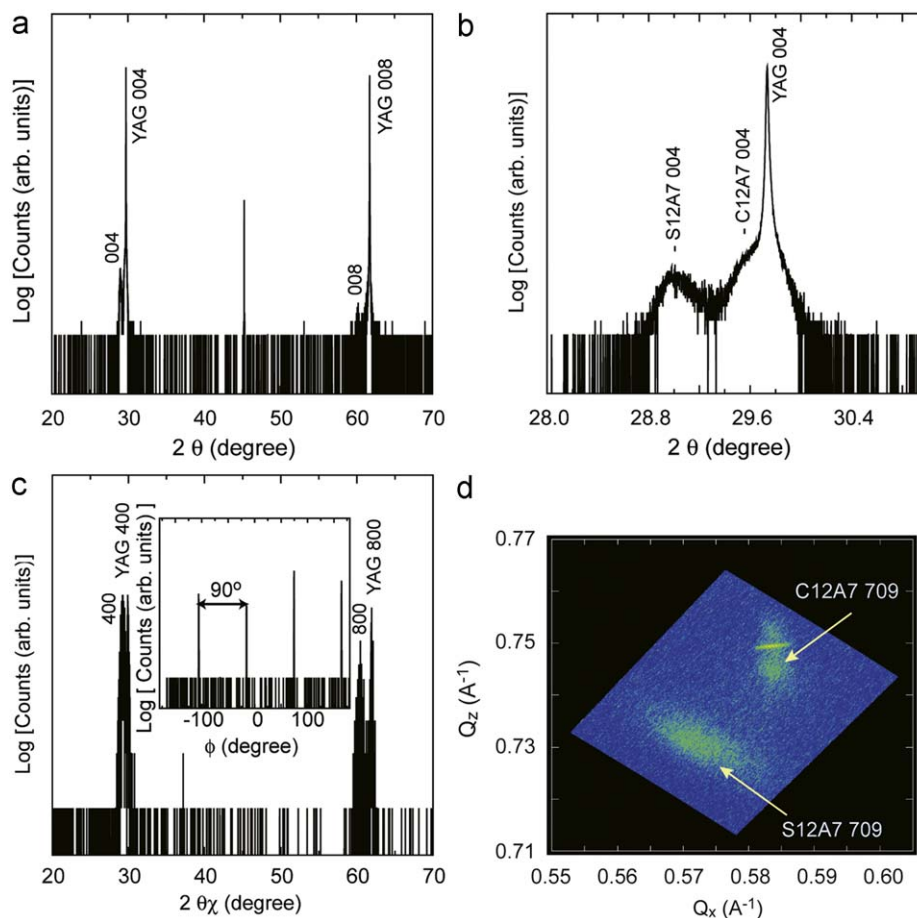 a
Log [Counts (arb. units)]
004
YAG 004
008
YAG 008
20 30 40 50 60 70
2 θ (degree)
b
Log [Counts (arb. units)]
- S12A7 004
- C12A7 004
YAG 004
28.0 28.8 29.6 30.4
2 θ (degree)
c
Log [Counts (arb. units)]
400
YAG 400
800
YAG 800
20 30 40 50 60 70
2 θχ (degree)
Log [ Counts (arb. units) ]
90º
-100 0 100
ϕ (degree)
d
0.77
0.75
0.73
0.71
Q_z (A⁻¹)
C12A7 709
S12A7 709
0.55 0.56 0.57 0.58 0.59 0.60
Q_x (A⁻¹)